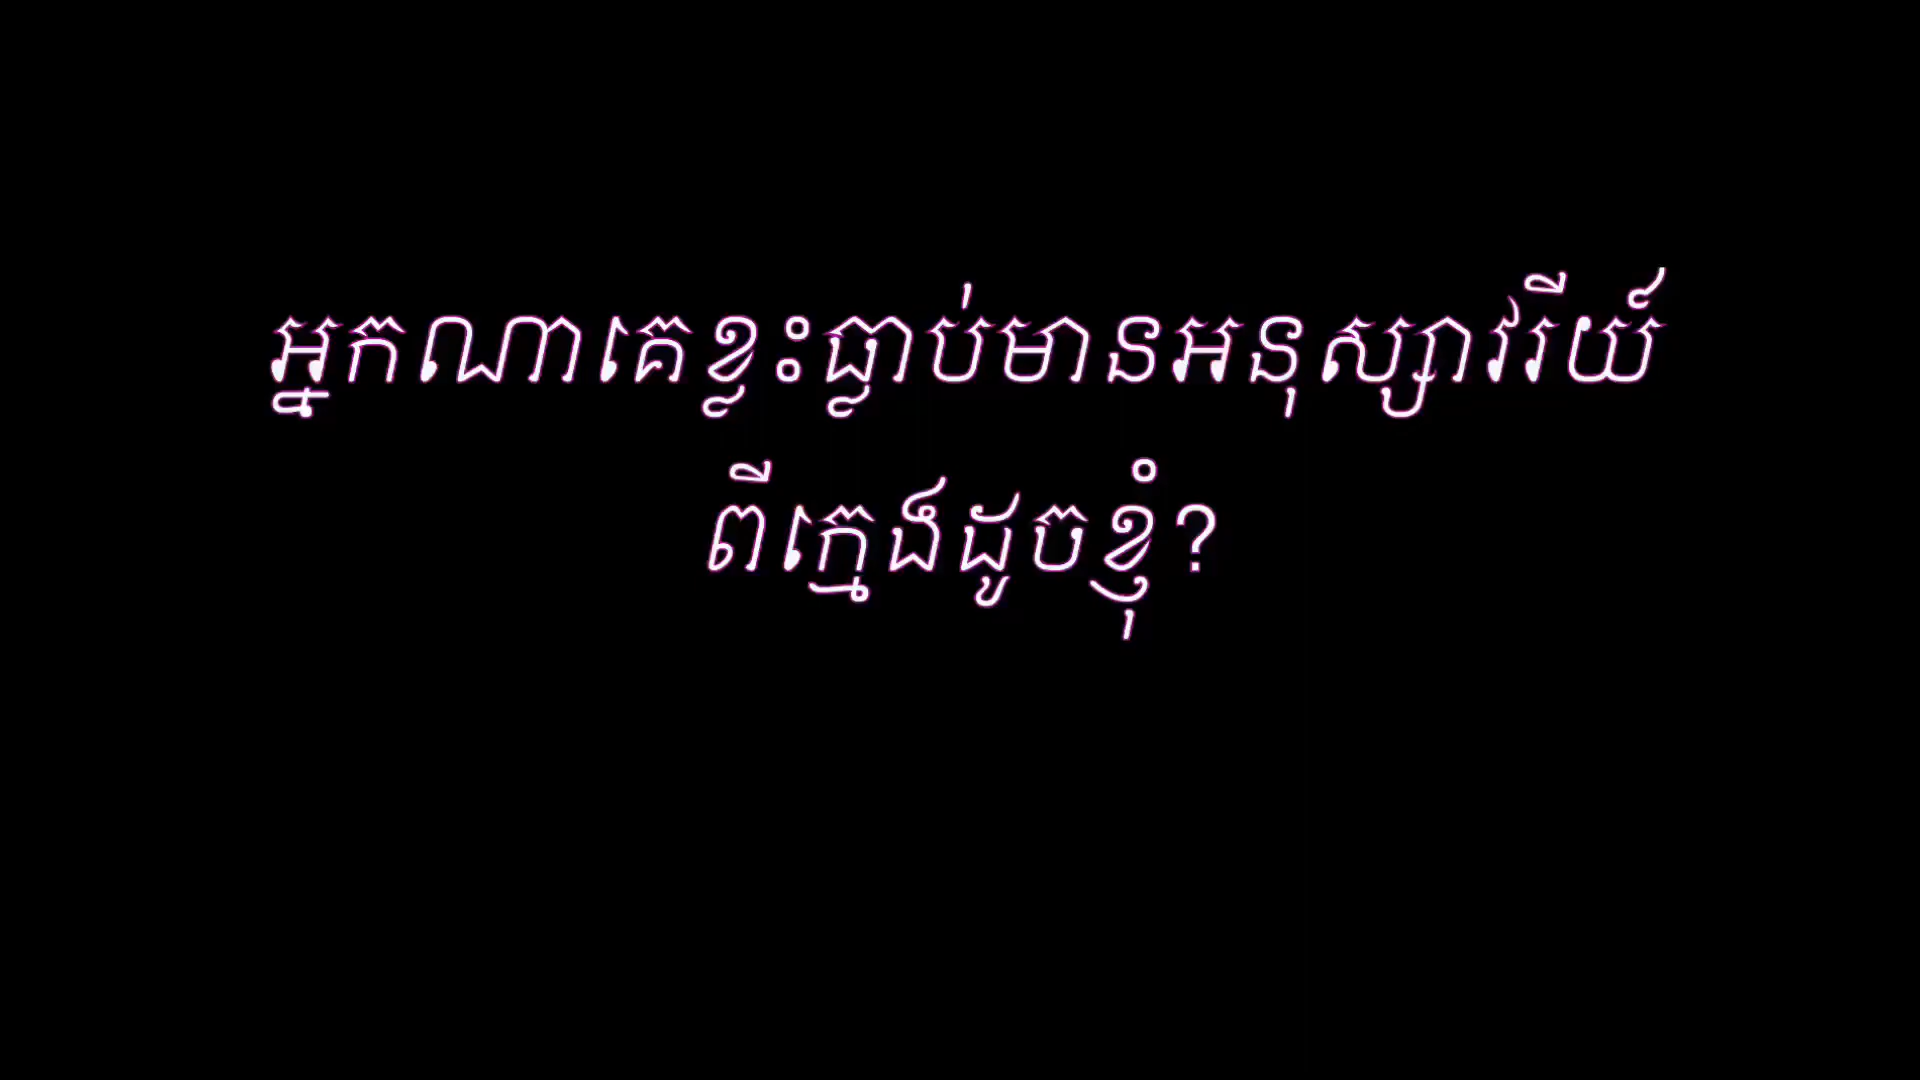 អ្នកណាគេខ្លះធ្លាប់មានអនុស្សាវរីយ៍
ពីក្មេងដូចខ្ញុំ?